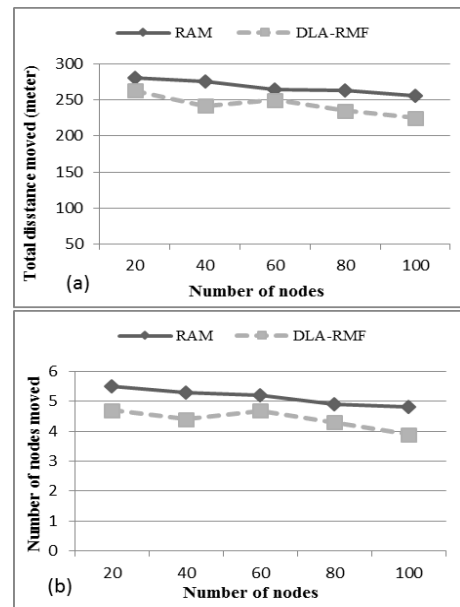 RAM DLA-RMF
Total disstance moved (meter)
300
250
200
150
100
50
20 40 60 80 100
(a)
Number of nodes
RAM DLA-RMF
Number of nodes moved
6
5
4
3
2
1
0
20 40 60 80 100
(b)
Number of nodes